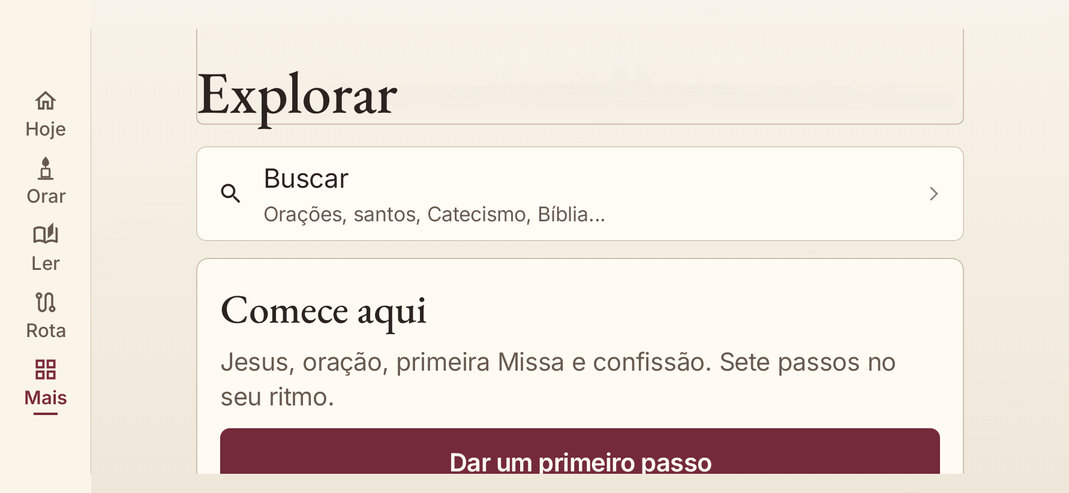 Hoje
Orar
Ler
Rota
Mais
Explorar
Buscar
Orações, santos, Catecismo, Bíblia...
Comece aqui
Jesus, oração, primeira Missa e confissão. Sete passos no
seu ritmo.
Dar um primeiro passo